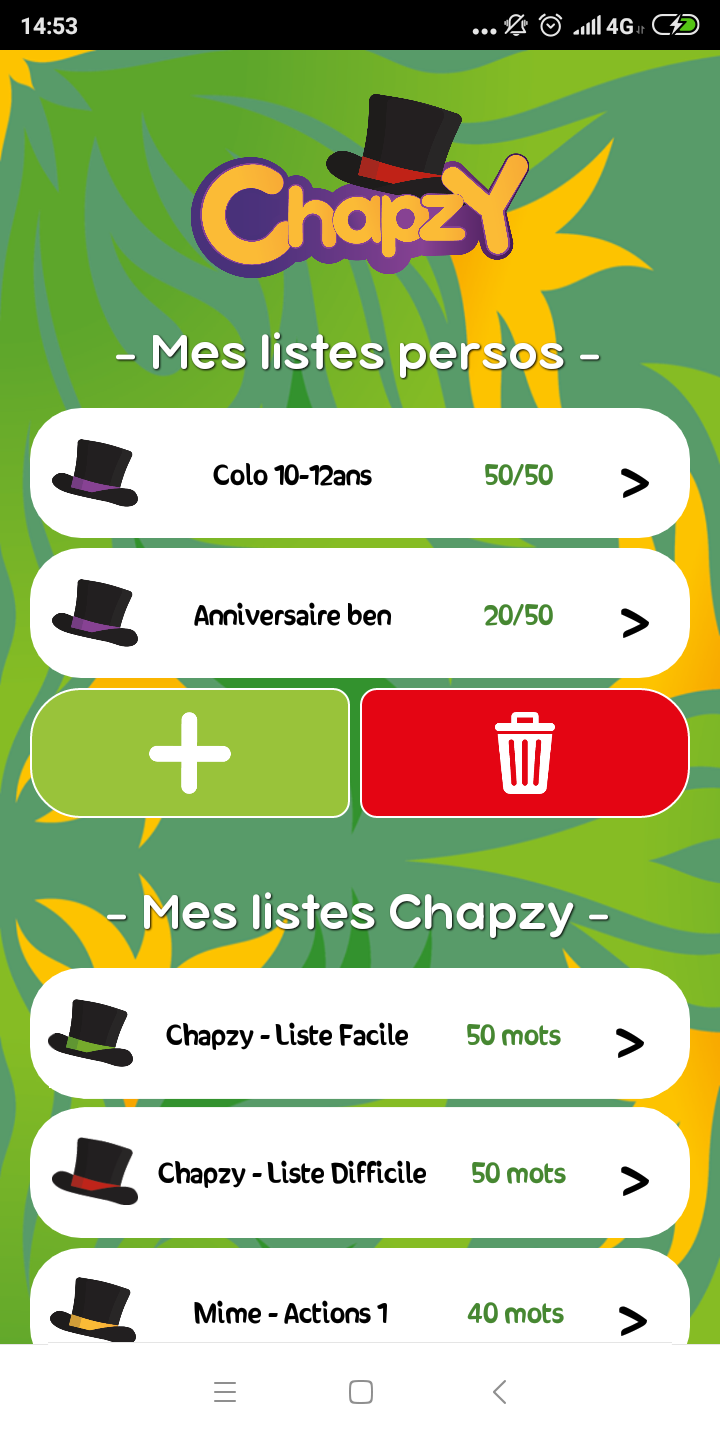 14:53
4G
Chapzy
- Mes listes persos -
Colo 10-12ans 50/50 >
Anniversaire ben 20/50 >
- Mes listes Chapzy -
Chapzy - Liste Facile 50 mots >
Chapzy - Liste Difficile 50 mots >
Mime - Actions 1 40 mots >